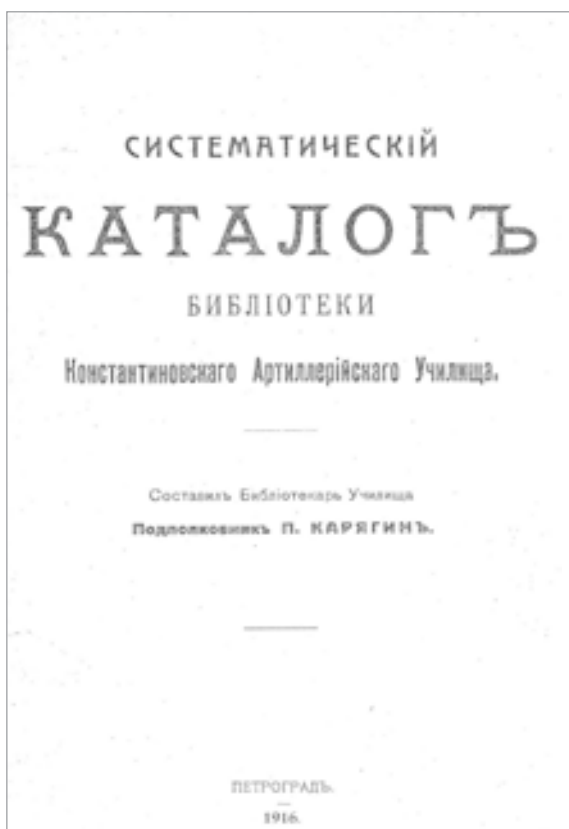 СИСТЕМАТИЧЕСКІЙ
КАТАЛОГЪ
БИБЛІОТЕКИ
Константиновскаго Артиллерійскаго Училища.
Составилъ Библіотекарь Училища
Подполковникъ П. КАРЯГИНЪ.
ПЕТРОГРАДЪ.
1916.